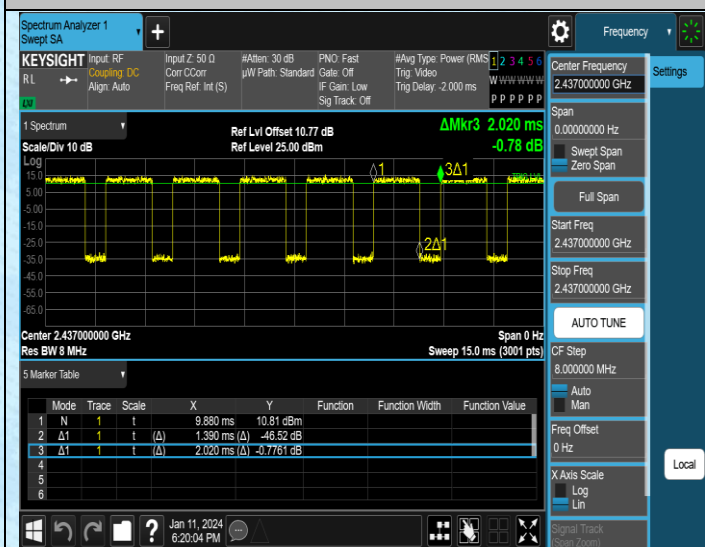 Spectrum Analyzer 1
Swept SA
+
Frequency
KEYSIGHT
RL
LXI
Input: RF
Coupling: DC
Align: Auto
Input Z: 50 Ω
Corr CCorr
Freq Ref: Int (S)
#Atten: 30 dB
µW Path: Standard
PNO: Fast
Gate: Off
IF Gain: Low
Sig Track: Off
#Avg Type: Power (RMS
Trig: Video
Trig Delay: -2.000 ms
1 2 3 4 5 6
W W W W W W
P P P P P P
Center Frequency
2.437000000 GHz
Settings
Span
0.00000000 Hz
Swept Span
Zero Span
Full Span
Start Freq
2.437000000 GHz
Stop Freq
2.437000000 GHz
AUTO TUNE
CF Step
8.000000 MHz
Auto
Man
Freq Offset
0 Hz
X Axis Scale
Log
Lin
Signal Track
(Span Zoom)
Local
1 Spectrum
Scale/Div 10 dB
Ref Lvl Offset 10.77 dB
Ref Level 25.00 dBm
ΔMkr3 2.020 ms
-0.78 dB
Log
15.0
5.00
-5.00
-15.0
-25.0
-35.0
-45.0
-55.0
-65.0
1
3Δ1
2Δ1
Center 2.437000000 GHz
Res BW 8 MHz
Span 0 Hz
Sweep 15.0 ms (3001 pts)
5 Marker Table
Mode Trace Scale X Y Function Function Width Function Value
1 N 1 t 9.880 ms 10.81 dBm
2 Δ1 1 t (Δ) 1.390 ms (Δ) -46.52 dB
3 Δ1 1 t (Δ) 2.020 ms (Δ) -0.7761 dB
4
5
6
?
Jan 11, 2024
6:20:04 PM